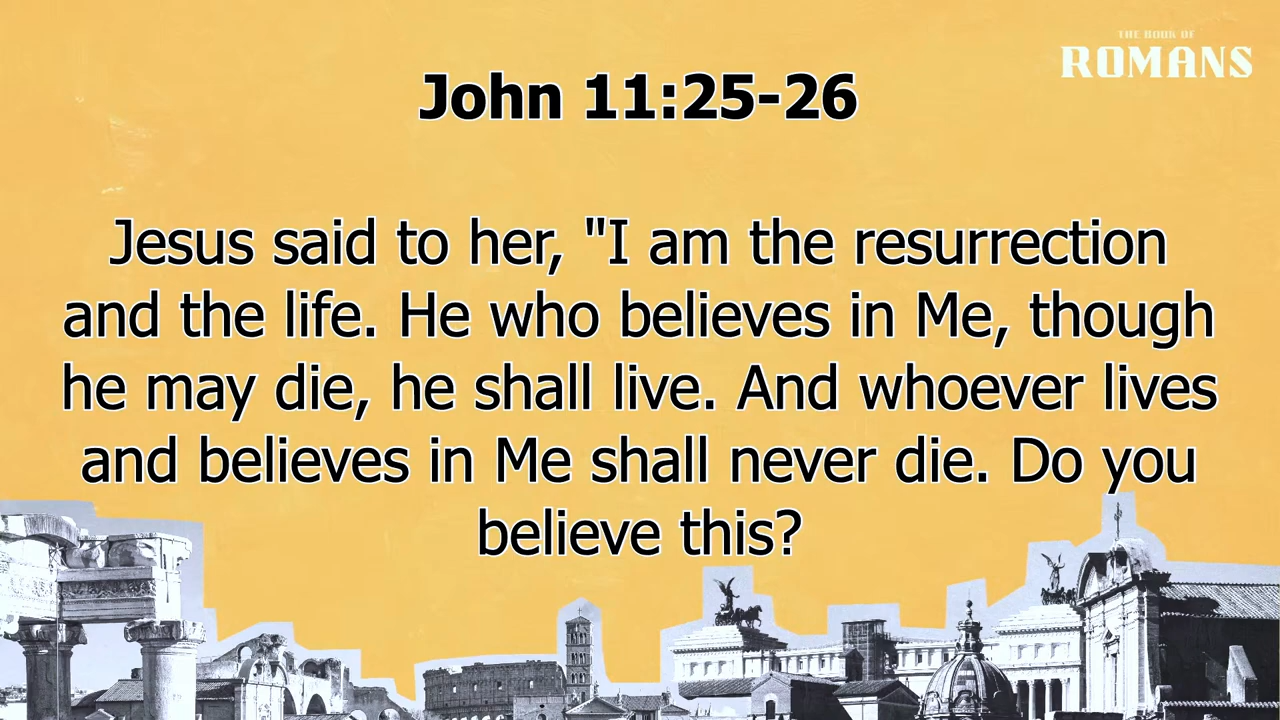 THE BOOK OF
ROMANS
John 11:25-26
Jesus said to her, "I am the resurrection
and the life. He who believes in Me, though
he may die, he shall live. And whoever lives
and believes in Me shall never die. Do you
believe this?